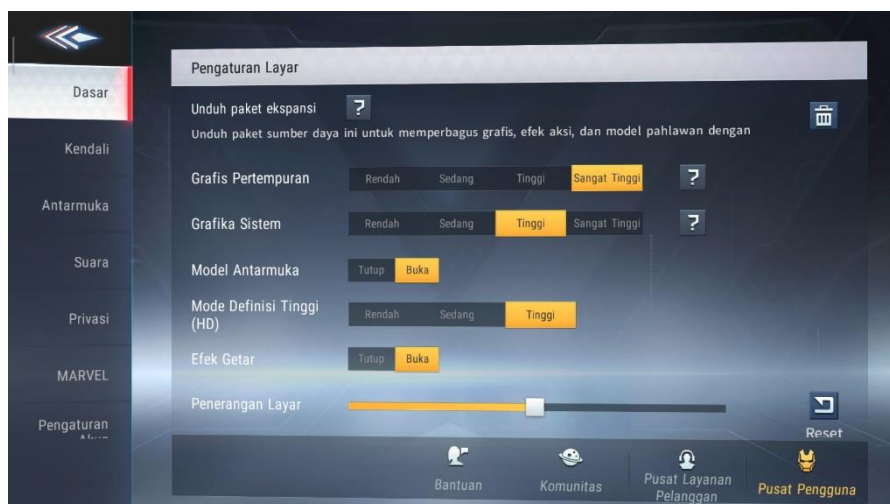 Pengaturan Layar
Dasar
Unduh paket ekspansi ?
Unduh paket sumber daya ini untuk memperbagus grafis, efek aksi, dan model pahlawan dengan
Kendali
Grafis Pertempuran Rendah Sedang Tinggi Sangat Tinggi ?
Antarmuka
Grafika Sistem Rendah Sedang Tinggi Sangat Tinggi ?
Suara
Model Antarmuka Tutup Buka
Privasi
Mode Definisi Tinggi
(HD) Rendah Sedang Tinggi
Efek Getar Tutup Buka
MARVEL
Penerangan Layar
Pengaturan
Reset
Bantuan
Komunitas
Pusat Layanan
Pelanggan
Pusat Pengguna